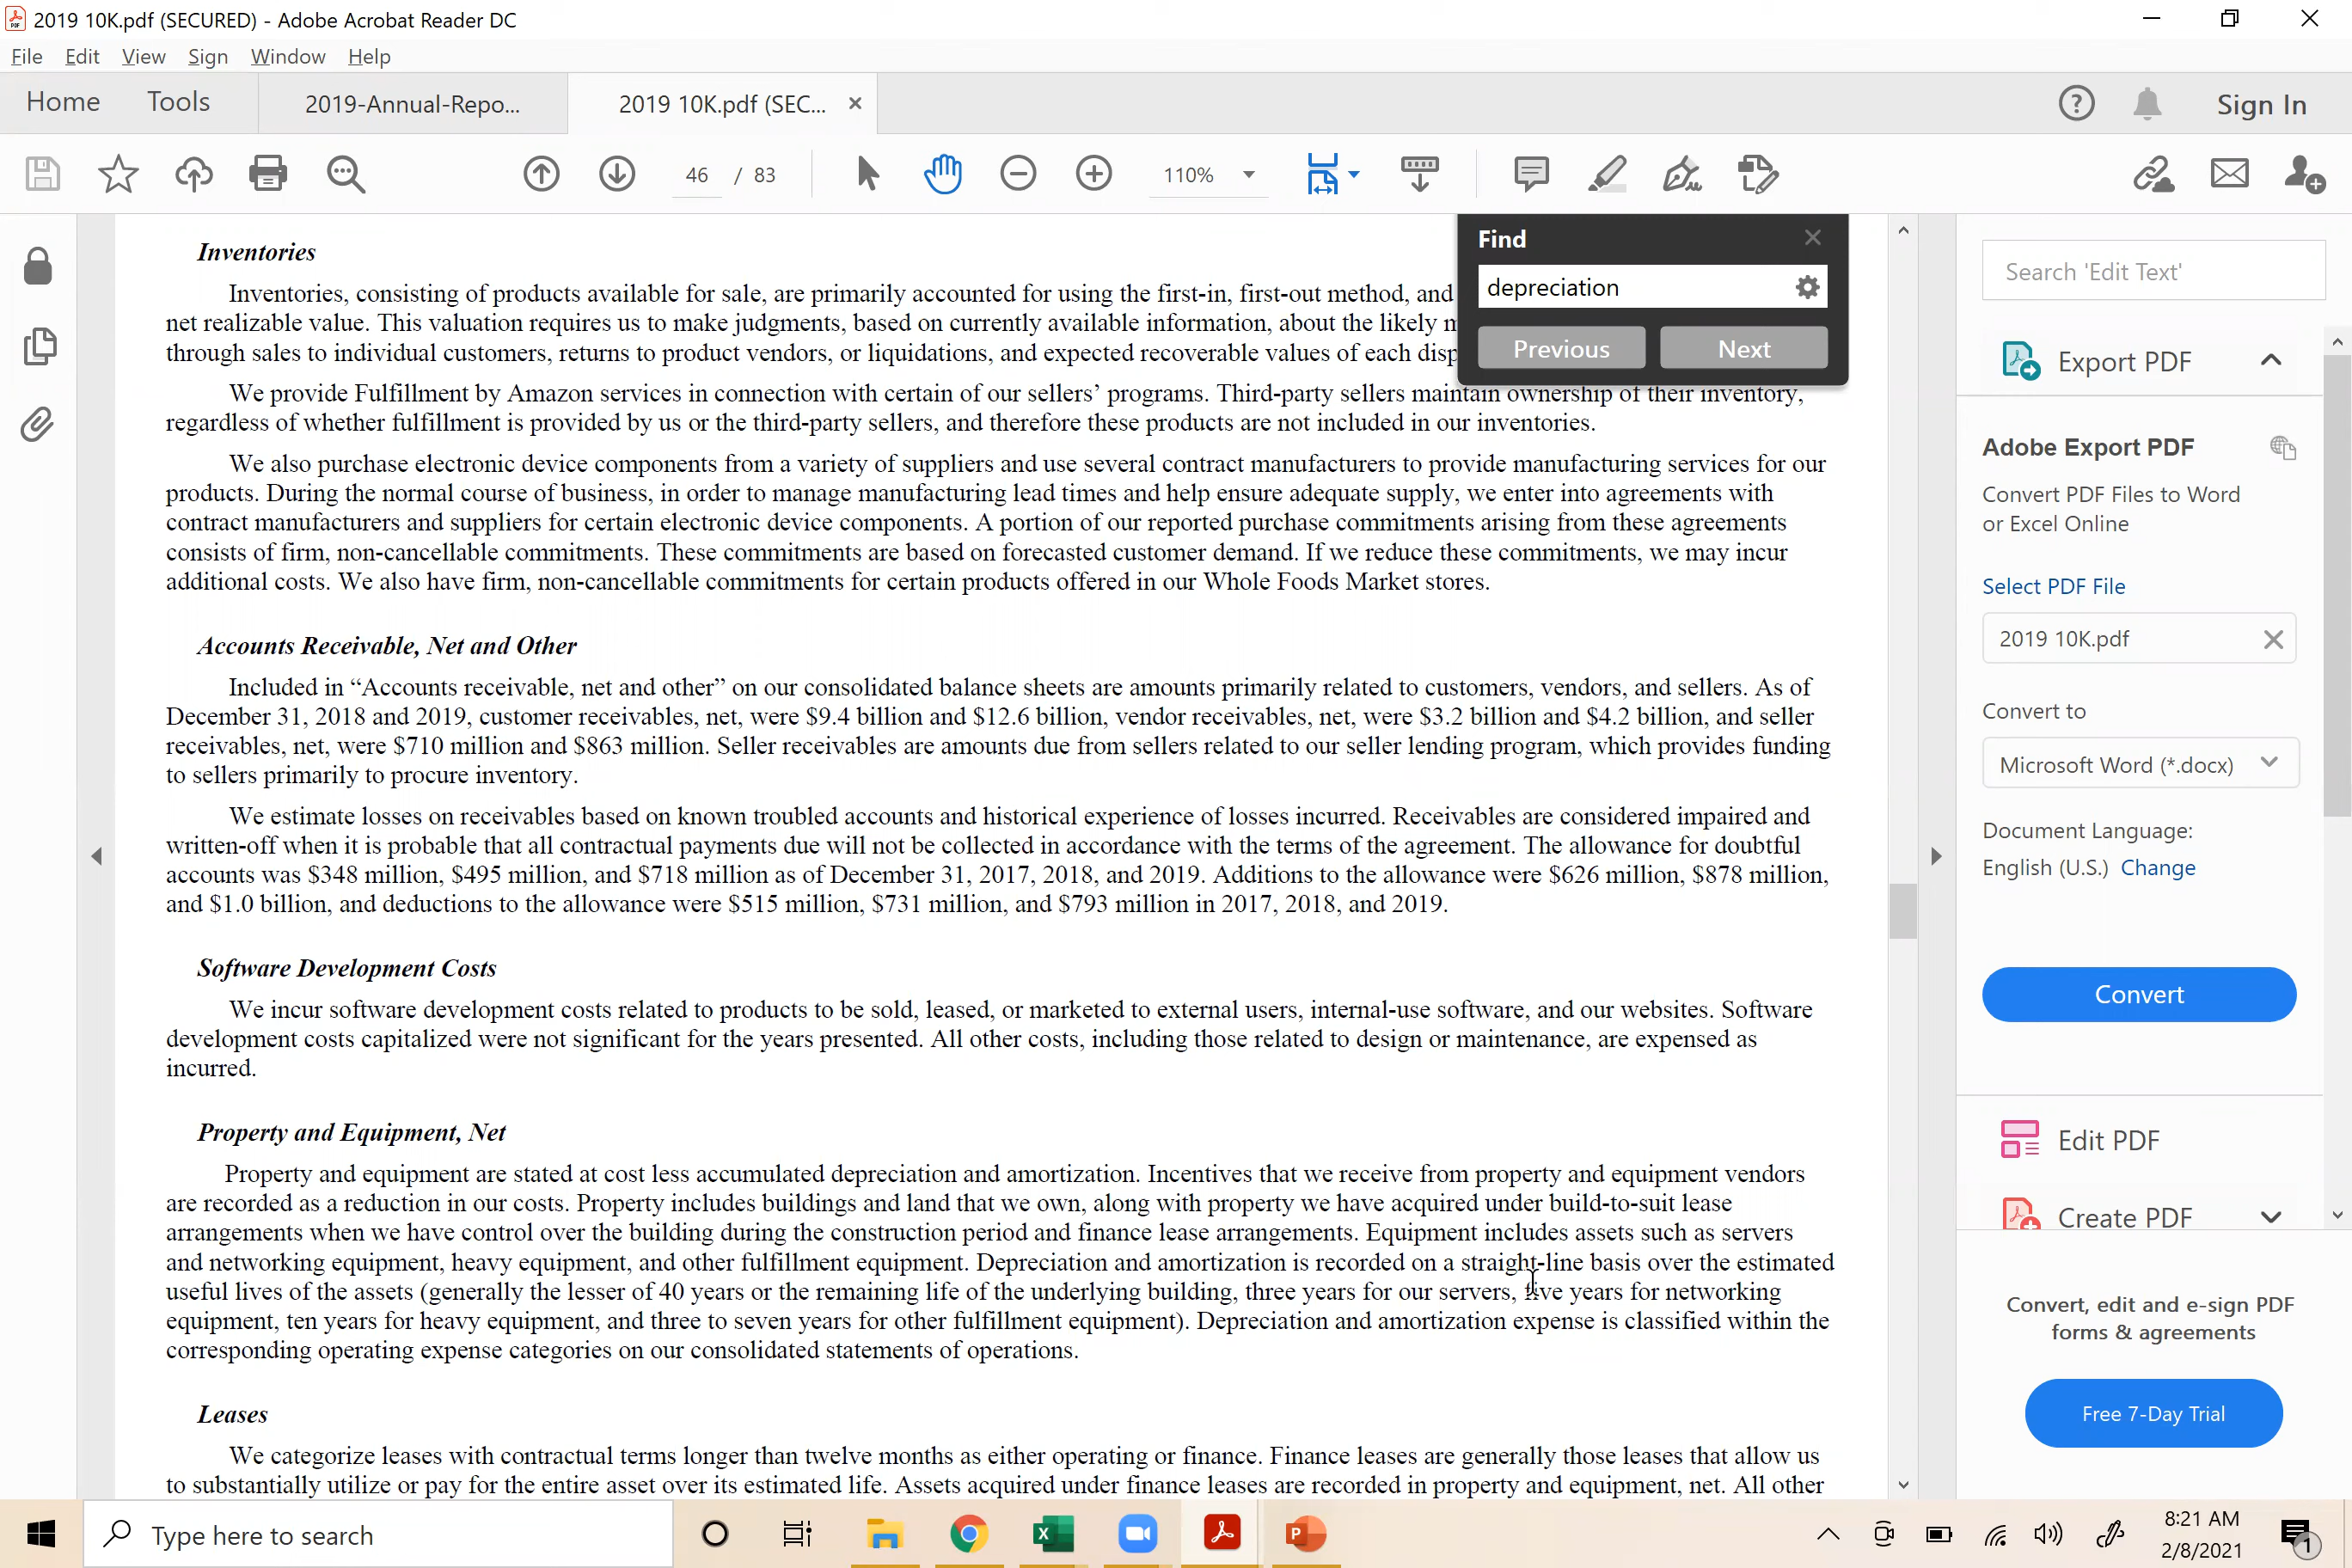 2019 10K.pdf (SECURED) - Adobe Acrobat Reader DC
File Edit View Sign Window Help
Home Tools 2019-Annual-Repo... 2019 10K.pdf (SEC... ×
Sign In
46 / 83
110%
Inventories
Inventories, consisting of products available for sale, are primarily accounted for using the first-in, first-out method, and
net realizable value. This valuation requires us to make judgments, based on currently available information, about the likely
through sales to individual customers, returns to product vendors, or liquidations, and expected recoverable values of each
We provide Fulfillment by Amazon services in connection with certain of our sellers’ programs. Third-party sellers maintain ownership of their inventory,
regardless of whether fulfillment is provided by us or the third-party sellers, and therefore these products are not included in our inventories.
We also purchase electronic device components from a variety of suppliers and use several contract manufacturers to provide manufacturing services for our
products. During the normal course of business, in order to manage manufacturing lead times and help ensure adequate supply, we enter into agreements with
contract manufacturers and suppliers for certain electronic device components. A portion of our reported purchase commitments arising from these agreements
consists of firm, non-cancellable commitments. These commitments are based on forecasted customer demand. If we reduce these commitments, we may incur
additional costs. We also have firm, non-cancellable commitments for certain products offered in our Whole Foods Market stores.
Accounts Receivable, Net and Other
Included in “Accounts receivable, net and other” on our consolidated balance sheets are amounts primarily related to customers, vendors, and sellers. As of
December 31, 2018 and 2019, customer receivables, net, were $9.4 billion and $12.6 billion, vendor receivables, net, were $3.2 billion and $4.2 billion, and seller
receivables, net, were $710 million and $863 million. Seller receivables are amounts due from sellers related to our seller lending program, which provides funding
to sellers primarily to procure inventory.
We estimate losses on receivables based on known troubled accounts and historical experience of losses incurred. Receivables are considered impaired and
written-off when it is probable that all contractual payments due will not be collected in accordance with the terms of the agreement. The allowance for doubtful
accounts was $348 million, $495 million, and $718 million as of December 31, 2017, 2018, and 2019. Additions to the allowance were $626 million, $878 million,
and $1.0 billion, and deductions to the allowance were $515 million, $731 million, and $793 million in 2017, 2018, and 2019.
Software Development Costs
We incur software development costs related to products to be sold, leased, or marketed to external users, internal-use software, and our websites. Software
development costs capitalized were not significant for the years presented. All other costs, including those related to design or maintenance, are expensed as
incurred.
Property and Equipment, Net
Property and equipment are stated at cost less accumulated depreciation and amortization. Incentives that we receive from property and equipment vendors
are recorded as a reduction in our costs. Property includes buildings and land that we own, along with property we have acquired under build-to-suit lease
arrangements when we have control over the building during the construction period and finance lease arrangements. Equipment includes assets such as servers
and networking equipment, heavy equipment, and other fulfillment equipment. Depreciation and amortization is recorded on a straight-line basis over the estimated
useful lives of the assets (generally the lesser of 40 years or the remaining life of the underlying building, three years for our servers, five years for networking
equipment, ten years for heavy equipment, and three to seven years for other fulfillment equipment). Depreciation and amortization expense is classified within the
corresponding operating expense categories on our consolidated statements of operations.
Leases
We categorize leases with contractual terms longer than twelve months as either operating or finance. Finance leases are generally those leases that allow us
to substantially utilize or pay for the entire asset over its estimated life. Assets acquired under finance leases are recorded in property and equipment, net. All other
Find
depreciation
Previous Next
Search 'Edit Text'
Export PDF
Adobe Export PDF
Convert PDF Files to Word
or Excel Online
Select PDF File
2019 10K.pdf
Convert to
Microsoft Word (*.docx)
Document Language:
English (U.S.) Change
Convert
Edit PDF
Create PDF
Convert, edit and e-sign PDF
forms & agreements
Free 7-Day Trial
Type here to search
8:21 AM
2/8/2021
1